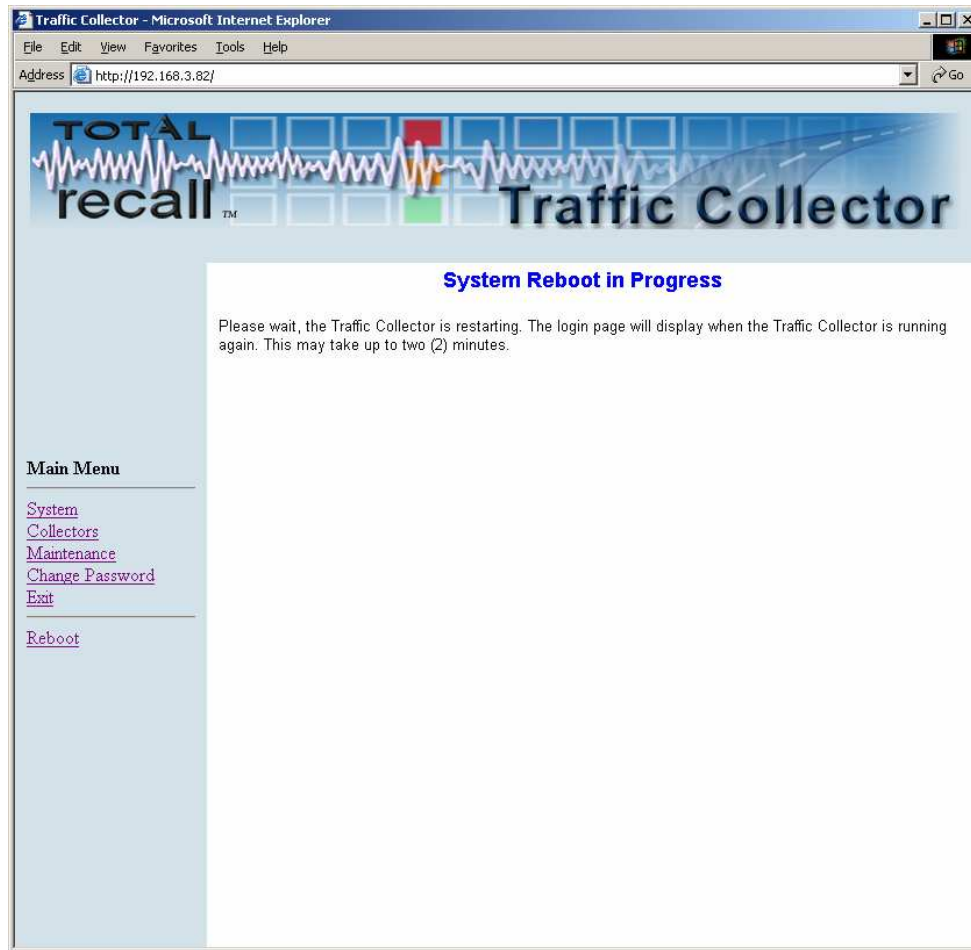 Traffic Collector - Microsoft Internet Explorer
File Edit View Favorites Tools Help
Address http://192.168.3.82/ Go
TOTAL
recall TM
Traffic Collector
System Reboot in Progress
Please wait, the Traffic Collector is restarting. The login page will display when the Traffic Collector is running
again. This may take up to two (2) minutes.
Main Menu
System
Collectors
Maintenance
Change Password
Exit
Reboot